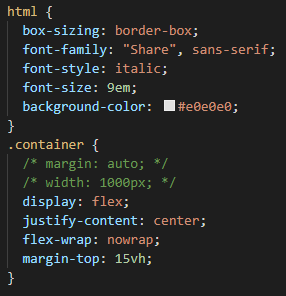 html {
  box-sizing: border-box;
  font-family: "Share", sans-serif;
  font-style: italic;
  font-size: 9em;
  background-color: #e0e0e0;
}
.container {
  /* margin: auto; */
  /* width: 1000px; */
  display: flex;
  justify-content: center;
  flex-wrap: nowrap;
  margin-top: 15vh;
}